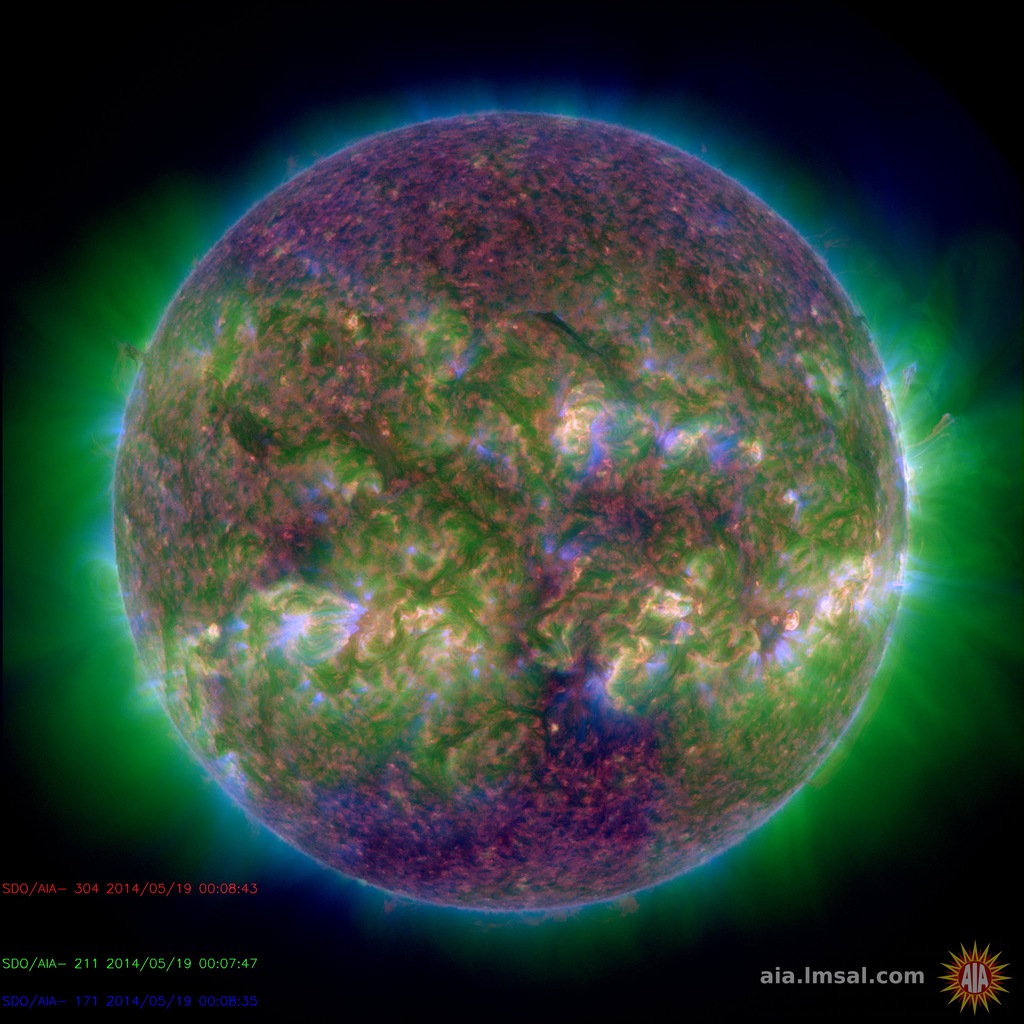 SDO/AIA- 304 2014/05/19 00:08:43
SDO/AIA- 211 2014/05/19 00:07:47
SDO/AIA- 171 2014/05/19 00:08:35
aia.lmsal.com
AIA